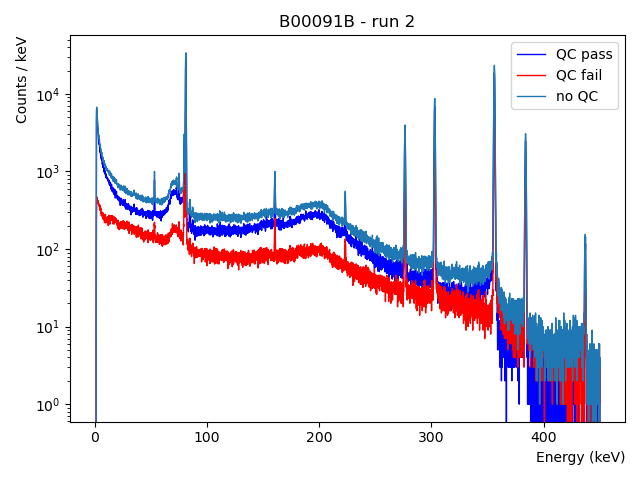 B00091B - run 2
Counts / keV
10⁴
10³
10²
10¹
10⁰
0 100 200 300 400
Energy (keV)
QC pass
QC fail
no QC